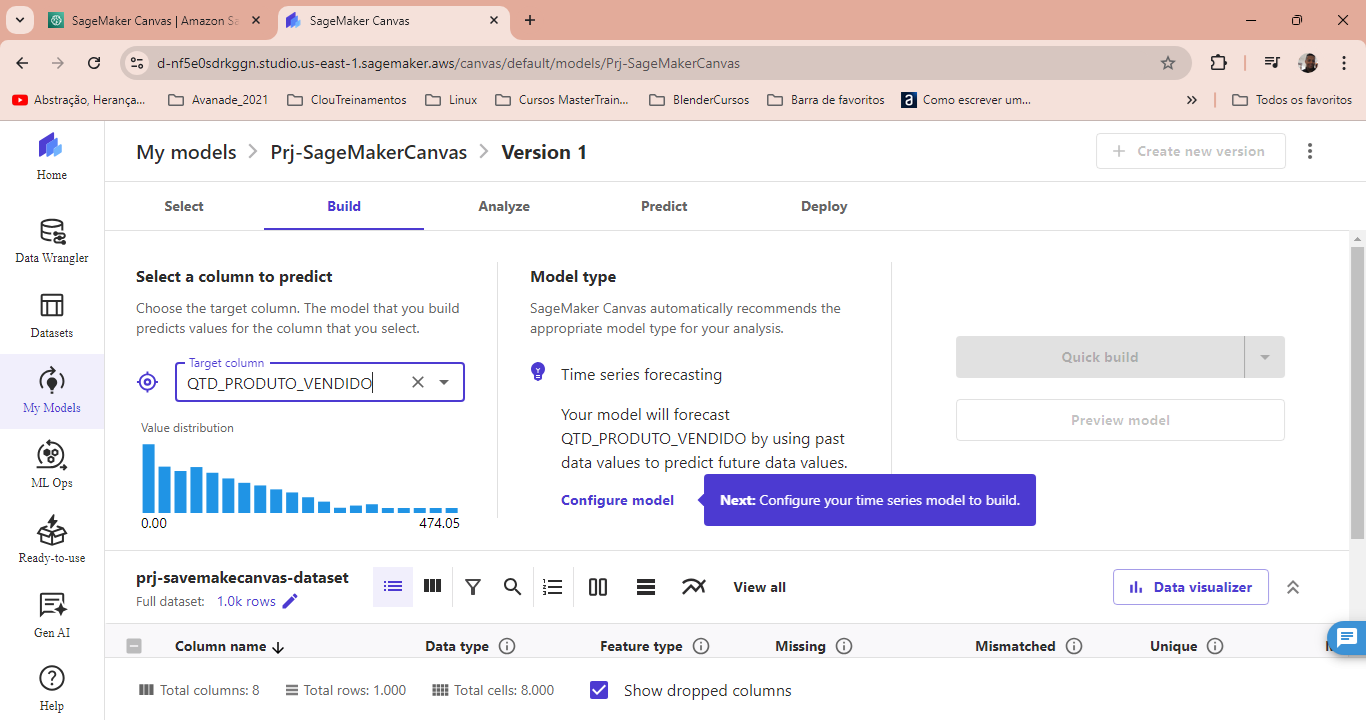 SageMaker Canvas | Amazon Sa
SageMaker Canvas
d-nf5e0sdrkggn.studio.us-east-1.sagemaker.aws/canvas/default/models/Prj-SageMakerCanvas
Abstração, Herança...
Avanade_2021
ClouTreinamentos
Linux
Cursos MasterTrain...
BlenderCursos
Barra de favoritos
a
Como escrever um...
Todos os favoritos
Home
Data Wrangler
Datasets
My Models
ML Ops
Ready-to-use
Gen AI
Help
My models > Prj-SageMakerCanvas > Version 1
+ Create new version
Select
Build
Analyze
Predict
Deploy
Select a column to predict
Choose the target column. The model that you build
predicts values for the column that you select.
Target column
QTD_PRODUTO_VENDIDO
Value distribution
0.00
474.05
Model type
SageMaker Canvas automatically recommends the
appropriate model type for your analysis.
Time series forecasting
Your model will forecast
QTD_PRODUTO_VENDIDO by using past
data values to predict future data values.
Configure model
Next: Configure your time series model to build.
Quick build
Preview model
prj-savemakecanvas-dataset
Full dataset: 1.0k rows
View all
Data visualizer
Column name
Data type
Feature type
Missing
Mismatched
Unique
Total columns: 8
Total rows: 1.000
Total cells: 8.000
Show dropped columns